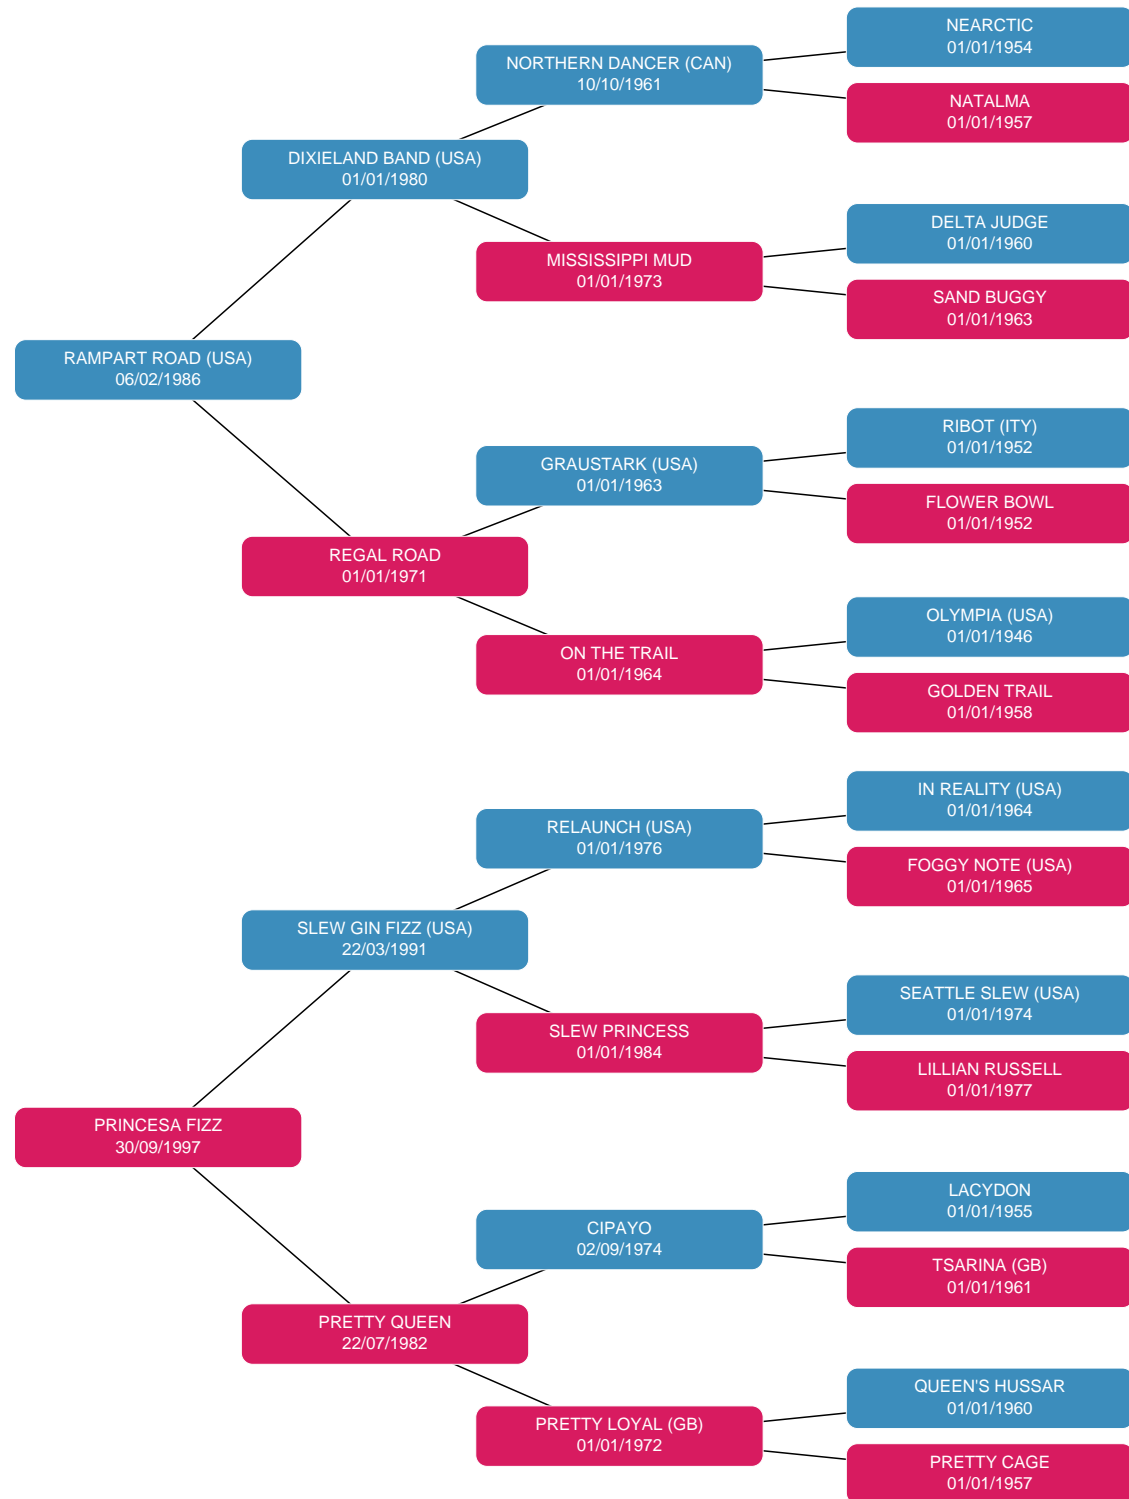 NEARCTIC
01/01/1954
NORTHERN DANCER (CAN)
10/10/1961
NATALMA
01/01/1957
DIXIELAND BAND (USA)
01/01/1980
DELTA JUDGE
01/01/1960
MISSISSIPPI MUD
01/01/1973
SAND BUGGY
01/01/1963
RAMPART ROAD (USA)
06/02/1986
RIBOT (ITY)
01/01/1952
GRAUSTARK (USA)
01/01/1963
FLOWER BOWL
01/01/1952
REGAL ROAD
01/01/1971
OLYMPIA (USA)
01/01/1946
ON THE TRAIL
01/01/1964
GOLDEN TRAIL
01/01/1958
IN REALITY (USA)
01/01/1964
RELAUNCH (USA)
01/01/1976
FOGGY NOTE (USA)
01/01/1965
SLEW GIN FIZZ (USA)
22/03/1991
SEATTLE SLEW (USA)
01/01/1974
SLEW PRINCESS
01/01/1984
LILLIAN RUSSELL
01/01/1977
PRINCESA FIZZ
30/09/1997
LACYDON
01/01/1955
CIPAYO
02/09/1974
TSARINA (GB)
01/01/1961
PRETTY QUEEN
22/07/1982
QUEEN'S HUSSAR
01/01/1960
PRETTY LOYAL (GB)
01/01/1972
PRETTY CAGE
01/01/1957